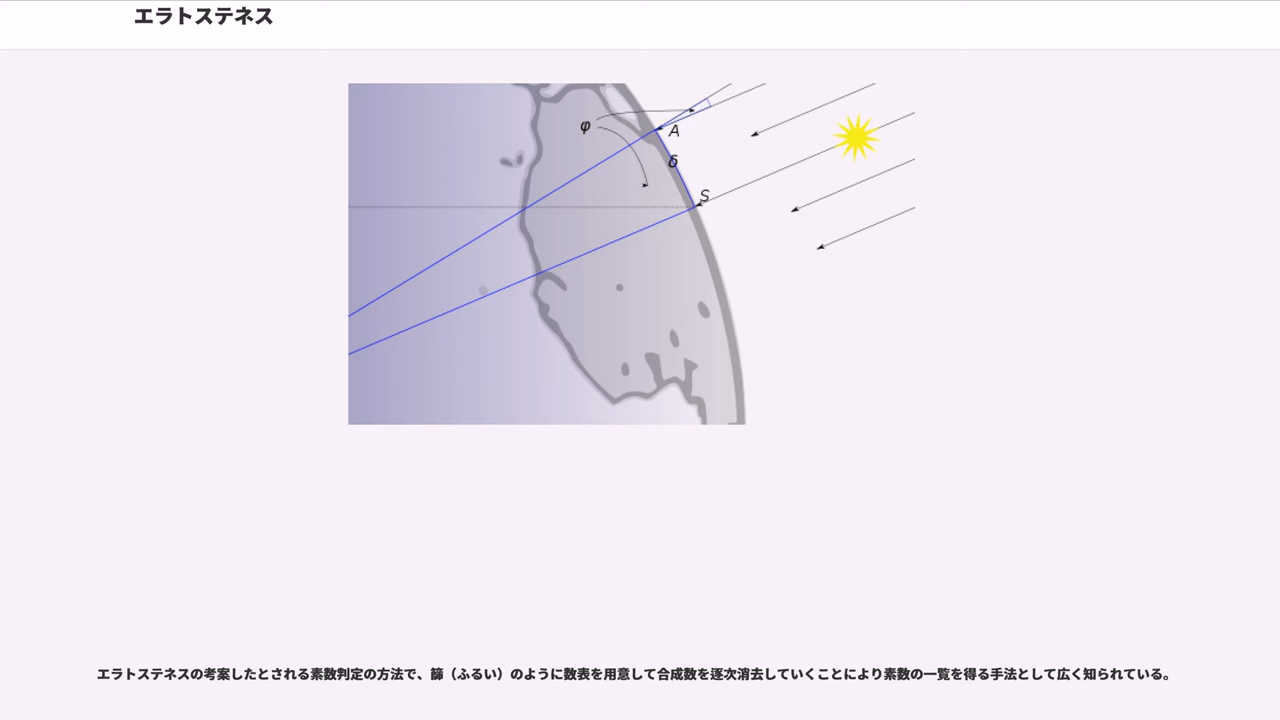 エラトステネス
φ
A
δ
S
エラトステネスの考案したとされる素数判定の方法で、篩（ふるい）のように数表を用意して合成数を逐次消去していくことにより素数の一覧を得る手法として広く知られている。